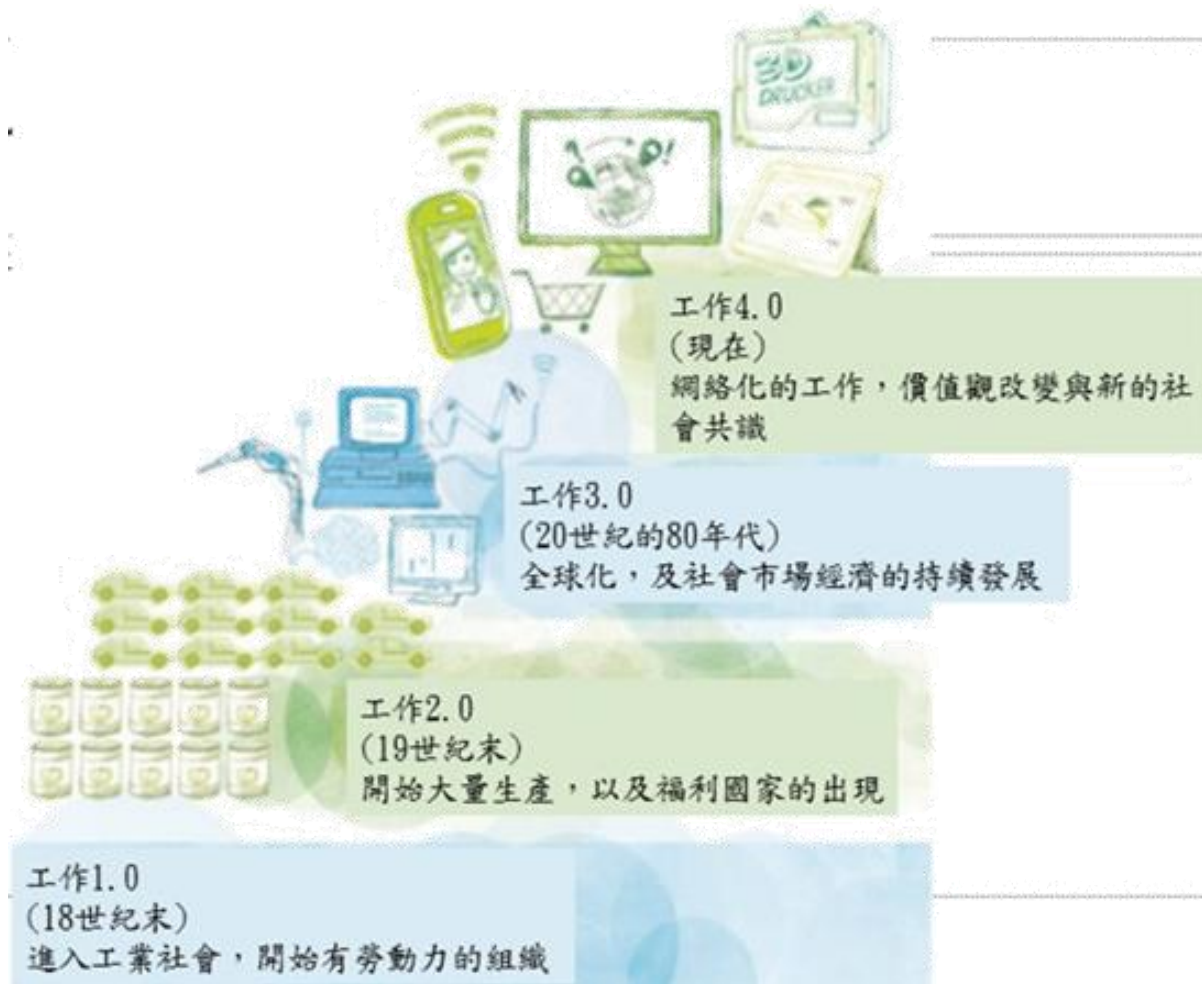 3D
DRUCKER
?
!
工作4.0
(現在)
網絡化的工作，價值觀改變與新的社
會共識
工作3.0
(20世紀的80年代)
全球化，及社會市場經濟的持續發展
工作2.0
(19世紀末)
開始大量生產，以及福利國家的出現
工作1.0
(18世紀末)
進入工業社會，開始有勞動力的組織